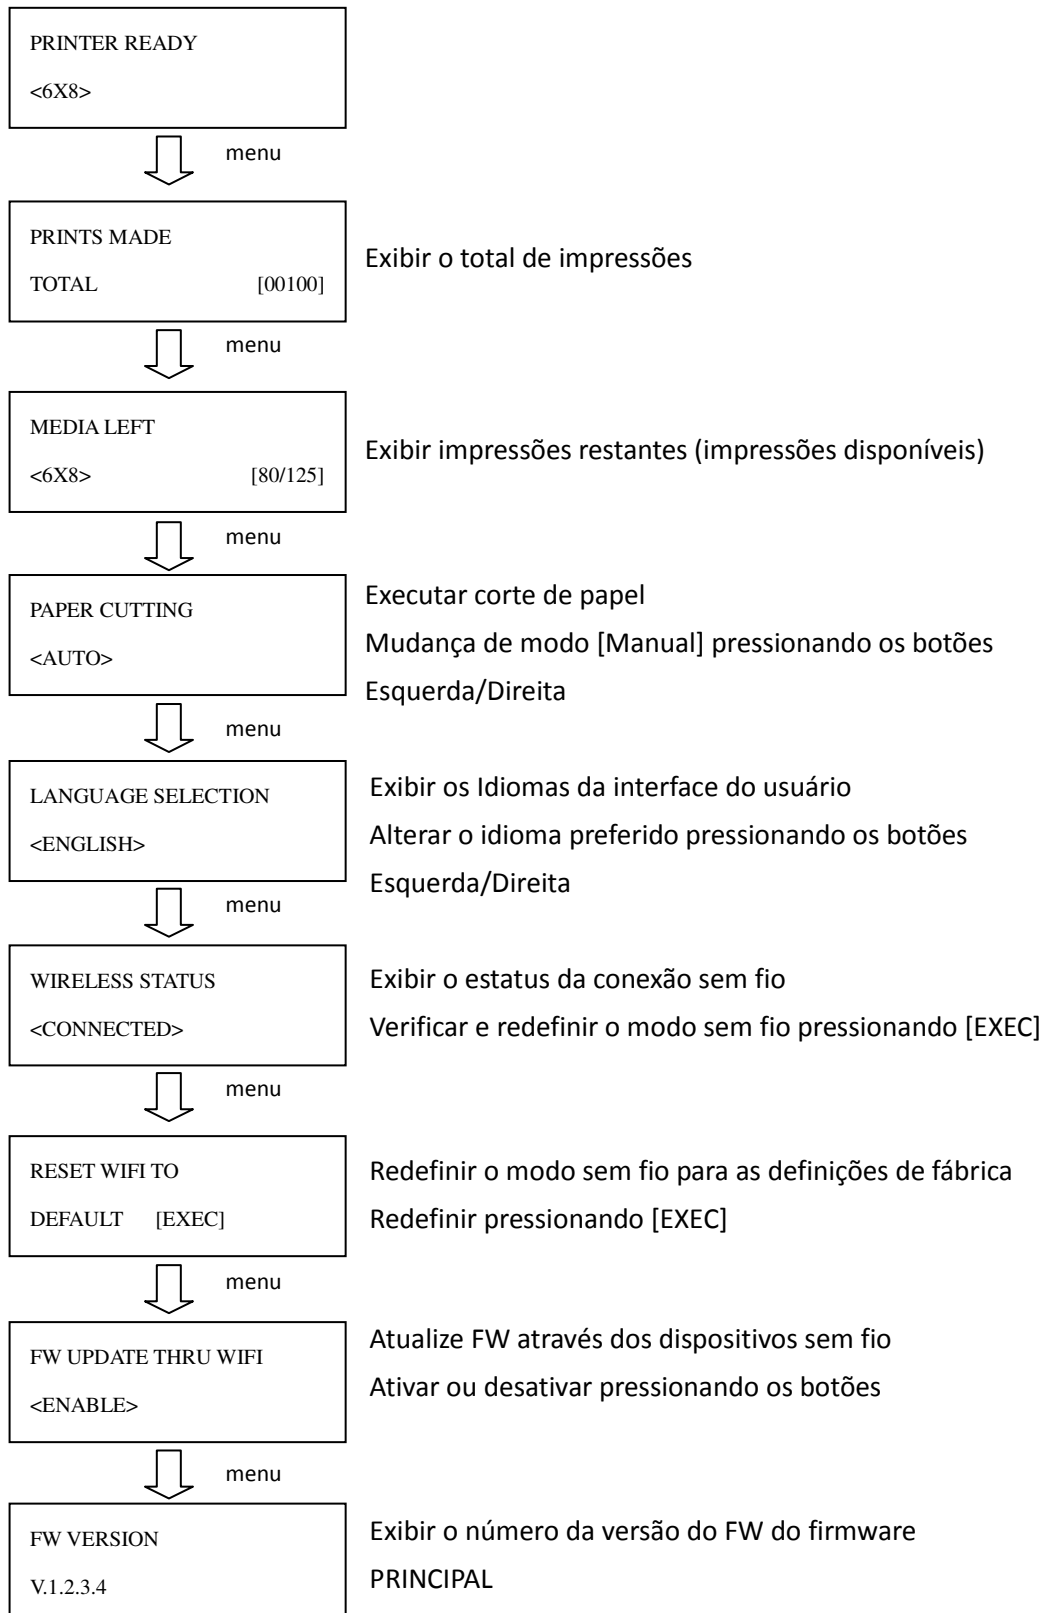 PRINTER READY
<6X8>
menu
PRINTS MADE
TOTAL [00100]
Exibir o total de impressões
menu
MEDIA LEFT
<6X8> [80/125]
Exibir impressões restantes (impressões disponíveis)
menu
PAPER CUTTING
<AUTO>
Executar corte de papel
Mudança de modo [Manual] pressionando os botões
Esquerda/Direita
menu
LANGUAGE SELECTION
<ENGLISH>
Exibir os Idiomas da interface do usuário
Alterar o idioma preferido pressionando os botões
Esquerda/Direita
menu
WIRELESS STATUS
<CONNECTED>
Exibir o estatus da conexão sem fio
Verificar e redefinir o modo sem fio pressionando [EXEC]
menu
RESET WIFI TO
DEFAULT [EXEC]
Redefinir o modo sem fio para as definições de fábrica
Redefinir pressionando [EXEC]
menu
FW UPDATE THRU WIFI
<ENABLE>
Atualize FW através dos dispositivos sem fio
Ativar ou desativar pressionando os botões
menu
FW VERSION
V.1.2.3.4
Exibir o número da versão do FW do firmware
PRINCIPAL